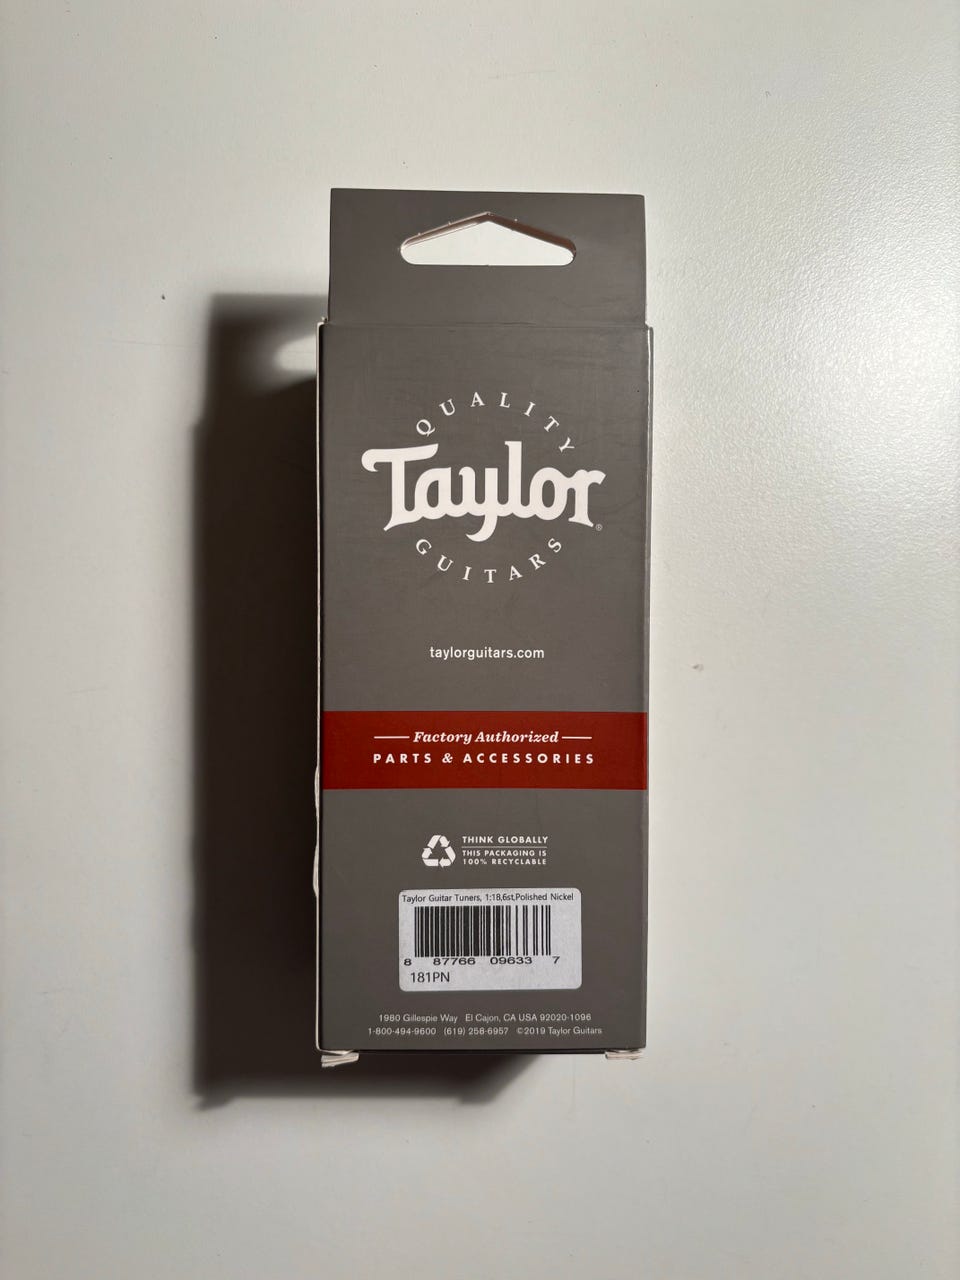 QUALITY
Taylor®
GUITARS
taylorguitars.com
Factory Authorized
PARTS & ACCESSORIES
THINK GLOBALLY
THIS PACKAGING IS
100% RECYCLABLE
Taylor Guitar Tuners, 1:18,6st,Polished Nickel
8 87766 09633 7
181PN
1980 Gillespie Way El Cajon, CA USA 92020-1096
1-800-494-9600 (619) 258-6957 ©2019 Taylor Guitars